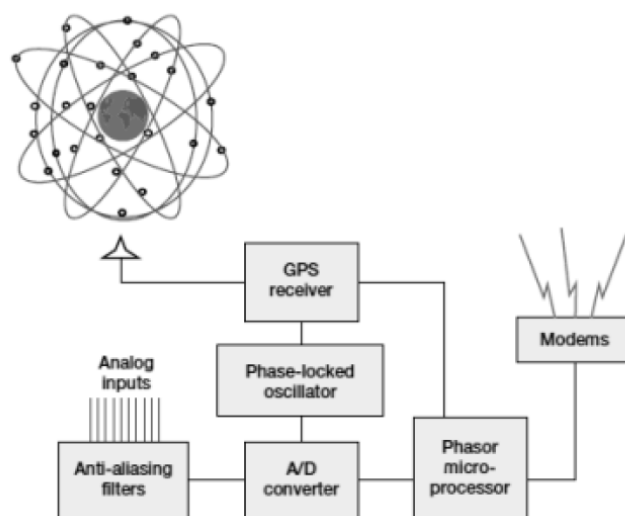 GPS
receiver
Modems
Analog
inputs
Phase-locked
oscillator
Anti-aliasing
filters
A/D
converter
Phasor
micro-
processor